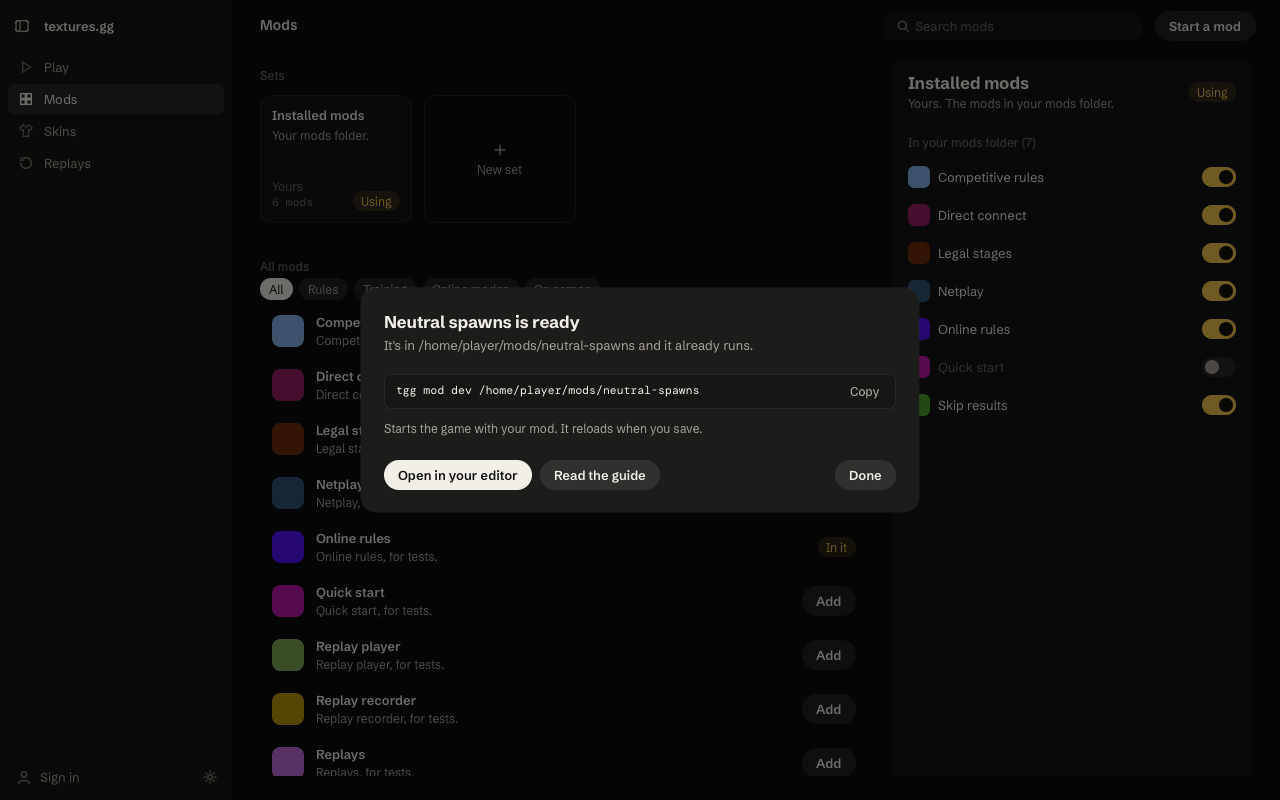 textures.gg
Mods
Search mods
Start a mod
Play
Mods
Skins
Replays
Sets
Installed mods
Your mods folder.
Yours
6 mods
Using
New set
All mods
All
Rules
Training
Online modes
On screen
Compe
Compet
Direct c
Direct co
Legal st
Legal sta
Netplay
Netplay,
Online rules
Online rules, for tests.
In it
Quick start
Quick start, for tests.
Add
Replay player
Replay player, for tests.
Add
Replay recorder
Replay recorder, for tests.
Add
Replays
Replays, for tests.
Add
Installed mods
Yours. The mods in your mods folder.
Using
In your mods folder (7)
Competitive rules
Direct connect
Legal stages
Netplay
Online rules
Quick start
Skip results
Neutral spawns is ready
It's in /home/player/mods/neutral-spawns and it already runs.
tgg mod dev /home/player/mods/neutral-spawns
Copy
Starts the game with your mod. It reloads when you save.
Open in your editor
Read the guide
Done
Sign in